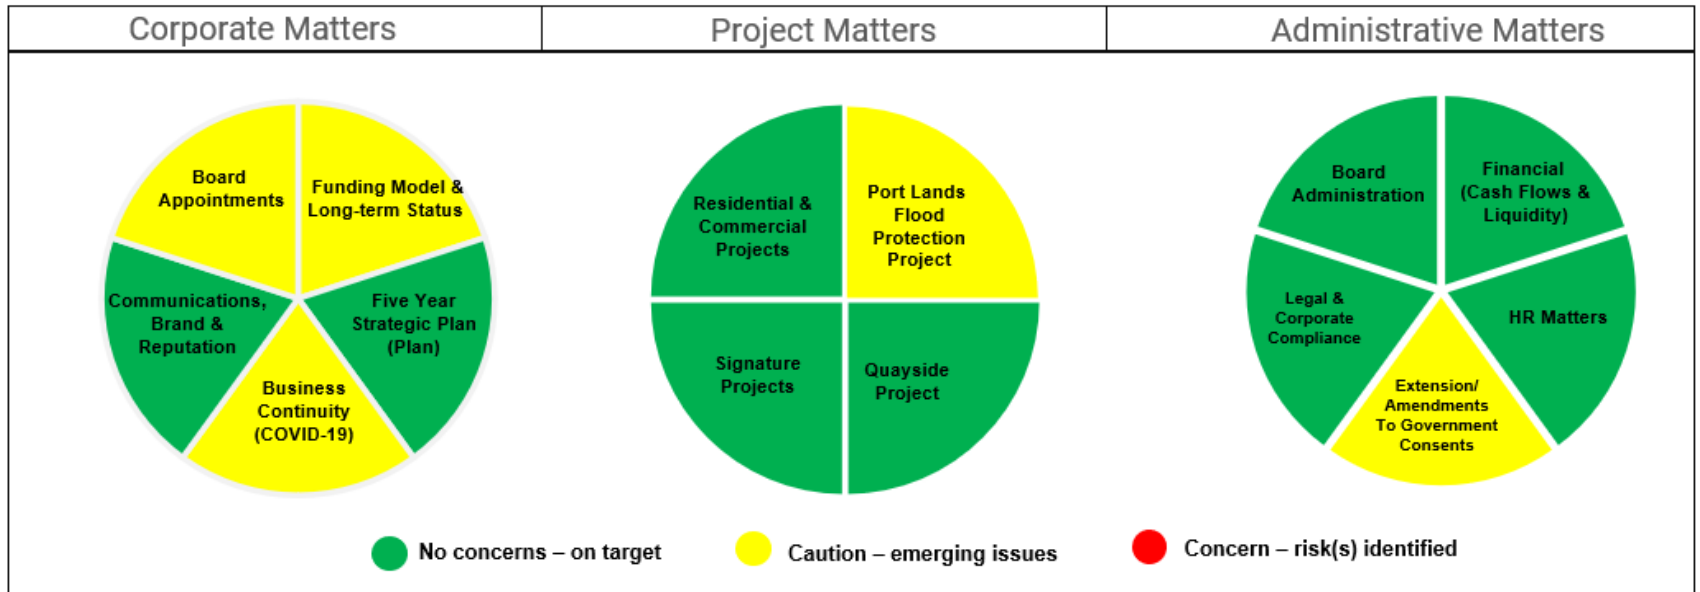 Corporate Matters
Project Matters
Administrative Matters
Board
Appointments
Funding Model &
Long-term Status
Communications,
Brand &
Reputation
Five Year
Strategic Plan
(Plan)
Business
Continuity
(COVID-19)
Residential &
Commercial
Projects
Port Lands
Flood
Protection
Project
Signature
Projects
Quayside
Project
Board
Administration
Financial
(Cash Flows &
Liquidity)
Legal &
Corporate
Compliance
HR Matters
Extension/
Amendments
To Government
Consents
No concerns – on target
Caution – emerging issues
Concern – risk(s) identified